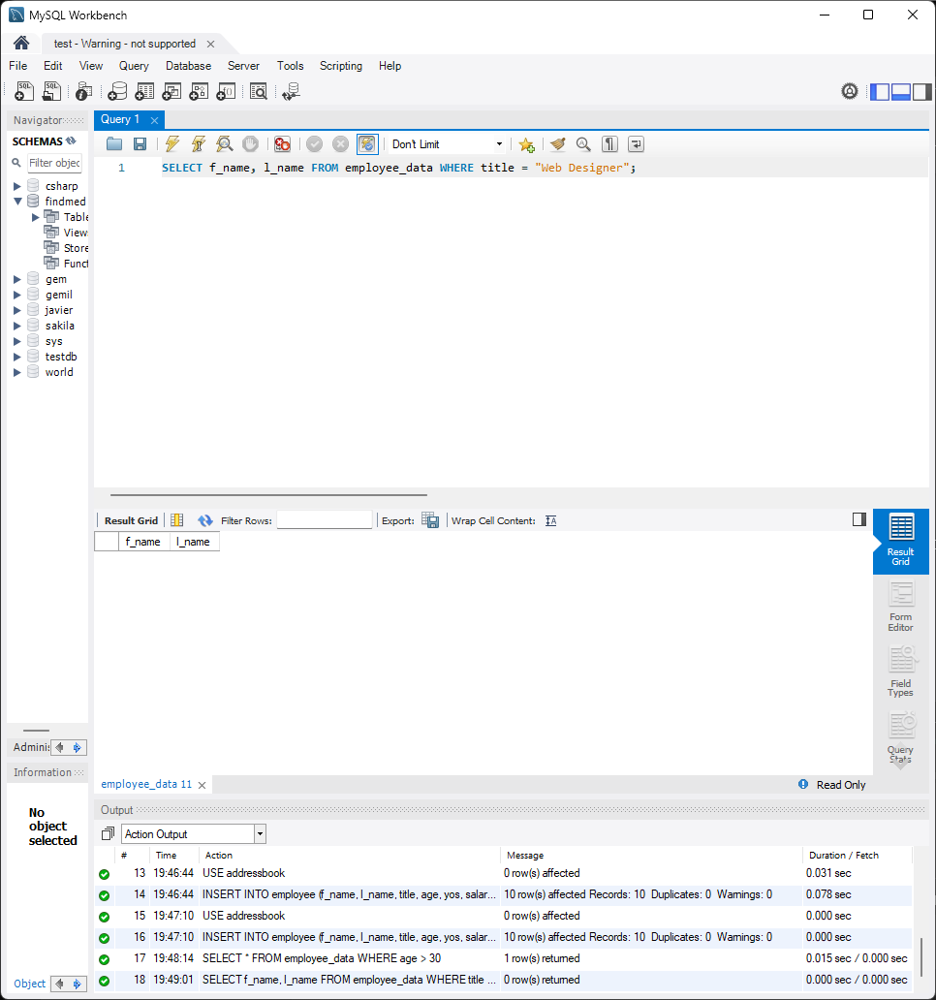 MySQL Workbench
test - Warning - not supported
File Edit View Query Database Server Tools Scripting Help
Navigator
SCHEMAS
Filter objec
csharp
findmed
Table
Views
Store
Funct
gem
gemil
javier
sakila
sys
testdb
world
Adminis
Information
No
object
selected
Object
Query 1
Don't Limit
1 SELECT f_name, l_name FROM employee_data WHERE title = "Web Designer";
Result Grid Filter Rows: Export: Wrap Cell Content:
f_name l_name
Result
Grid
Form
Editor
Field
Types
Query
Stats
employee_data 11
Read Only
Output
Action Output
# Time Action Message Duration / Fetch
13 19:46:44 USE addressbook 0 row(s) affected 0.031 sec
14 19:46:44 INSERT INTO employee (f_name, l_name, title, age, yos, salar... 10 row(s) affected Records: 10 Duplicates: 0 Warnings: 0 0.078 sec
15 19:47:10 USE addressbook 0 row(s) affected 0.000 sec
16 19:47:10 INSERT INTO employee (f_name, l_name, title, age, yos, salar... 10 row(s) affected Records: 10 Duplicates: 0 Warnings: 0 0.000 sec
17 19:48:14 SELECT * FROM employee_data WHERE age > 30 1 row(s) returned 0.015 sec / 0.000 sec
18 19:49:01 SELECT f_name, l_name FROM employee_data WHERE title ... 0 row(s) returned 0.000 sec / 0.000 sec